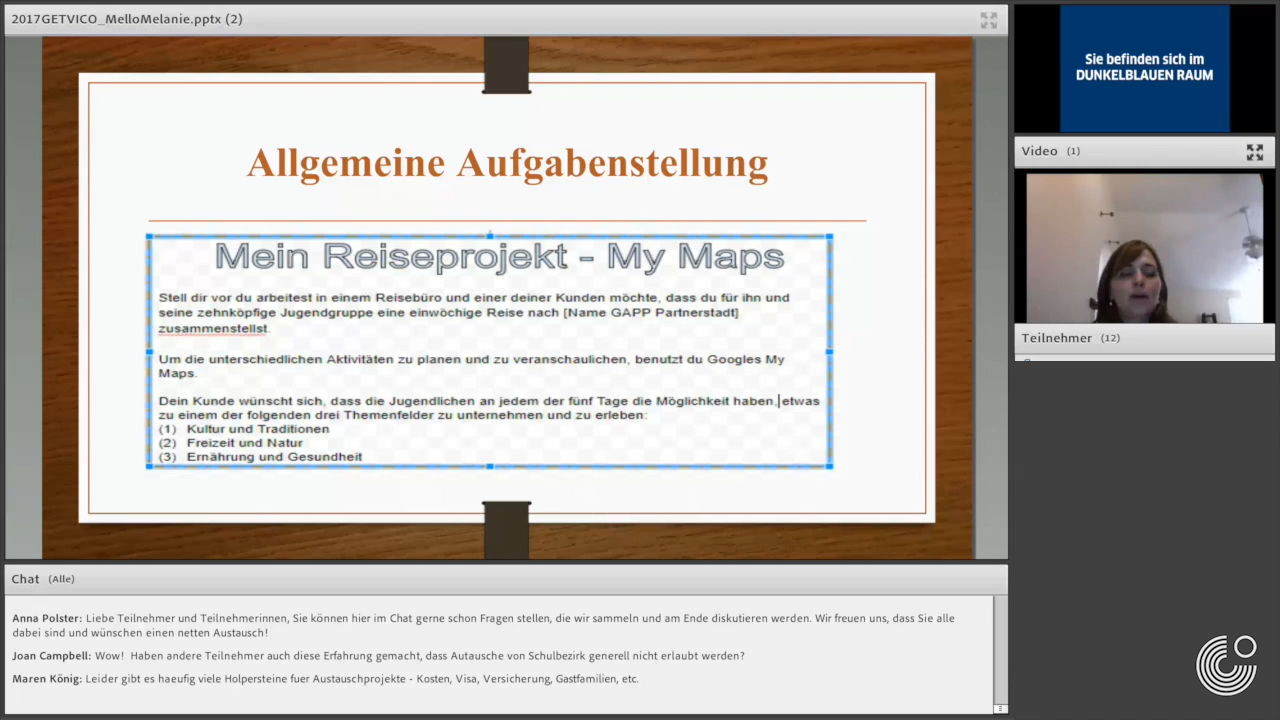 2017GETVICO_MelloMelanie.pptx (2)
Allgemeine Aufgabenstellung
Mein Reiseprojekt - My Maps
Stell dir vor du arbeitest in einem Reisebüro und einer deiner Kunden möchte, dass du für ihn und
seine zehnköpfige Jugendgruppe eine einwöchige Reise nach [Name GAPP Partnerstadt]
zusammenstellst.
Um die unterschiedlichen Aktivitäten zu planen und zu veranschaulichen, benutzt du Googles My
Maps.
Dein Kunde wünscht sich, dass die Jugendlichen an jedem der fünf Tage die Möglichkeit haben, etwas
zu einem der folgenden drei Themenfelder zu unternehmen und zu erleben:
(1) Kultur und Traditionen
(2) Freizeit und Natur
(3) Ernährung und Gesundheit
Sie befinden sich im
DUNKELBLAUEN RAUM
Video (1)
Teilnehmer (12)
Chat (Alle)
Anna Polster: Liebe Teilnehmer und Teilnehmerinnen, Sie können hier im Chat gerne schon Fragen stellen, die wir sammeln und am Ende diskutieren werden. Wir freuen uns, dass Sie alle
dabei sind und wünschen einen netten Austausch!
Joan Campbell: Wow! Haben andere Teilnehmer auch diese Erfahrung gemacht, dass Autausche von Schulbezirk generell nicht erlaubt werden?
Maren König: Leider gibt es haeufig viele Holpersteine fuer Austauschprojekte - Kosten, Visa, Versicherung, Gastfamilien, etc.